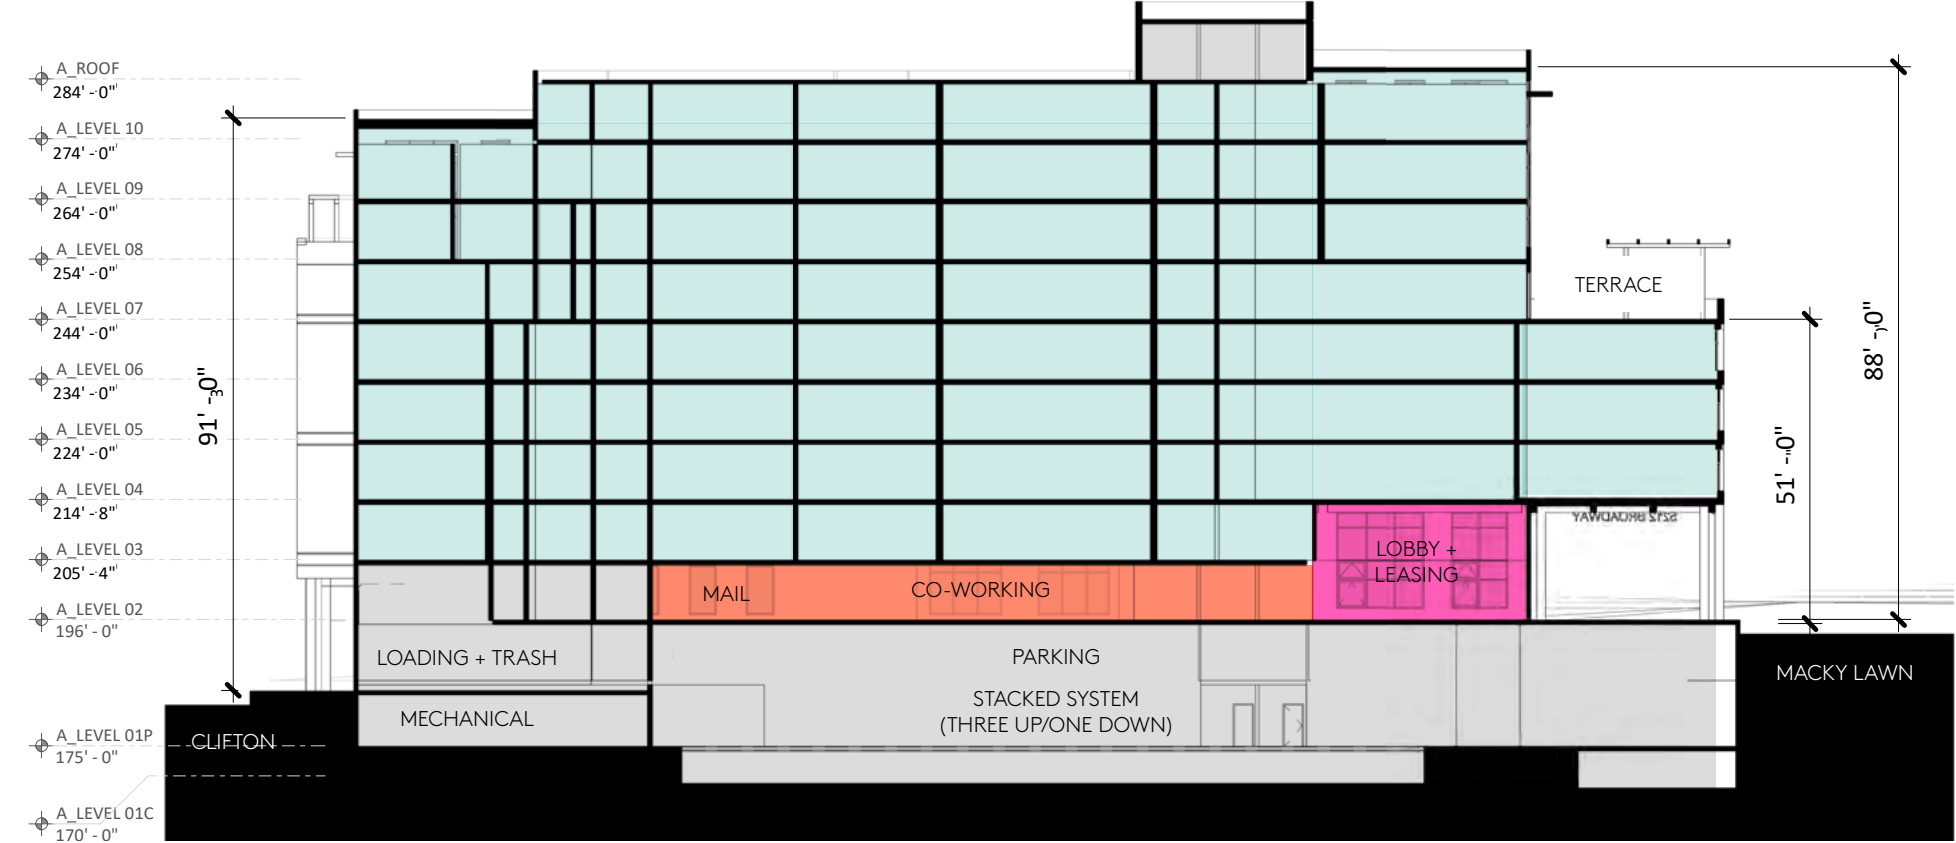 A_ROOF
284' - 0"
A_LEVEL 10
274' - 0"
A_LEVEL 09
264' - 0"
A_LEVEL 08
254' - 0"
A_LEVEL 07
244' - 0"
A_LEVEL 06
234' - 0"
A_LEVEL 05
224' - 0"
A_LEVEL 04
214' - 8"
A_LEVEL 03
205' - 4"
A_LEVEL 02
196' - 0"
A_LEVEL 01P
175' - 0"
A_LEVEL 01C
170' - 0"
91' - 0"
CLIFTON
LOADING + TRASH
MECHANICAL
MAIL
CO-WORKING
LOBBY +
LEASING
PARKING
STACKED SYSTEM
(THREE UP/ONE DOWN)
5212 BROADWAY
TERRACE
51' - 0"
88' - 0"
MACKY LAWN